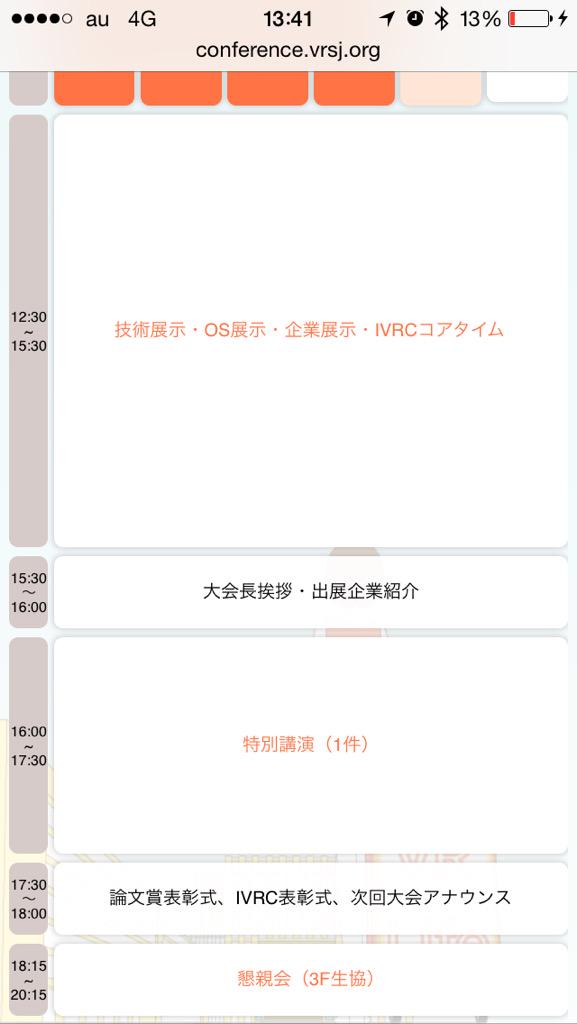 au 4G 13:41 13%
conference.vrsj.org
12:30
~
15:30
技術展示・OS展示・企業展示・IVRCコアタイム
15:30
～
16:00
大会長挨拶・出展企業紹介
16:00
~
17:30
特別講演（1件）
17:30
～
18:00
論文賞表彰式、IVRC表彰式、次回大会アナウンス
18:15
~
20:15
懇親会（3F生協）